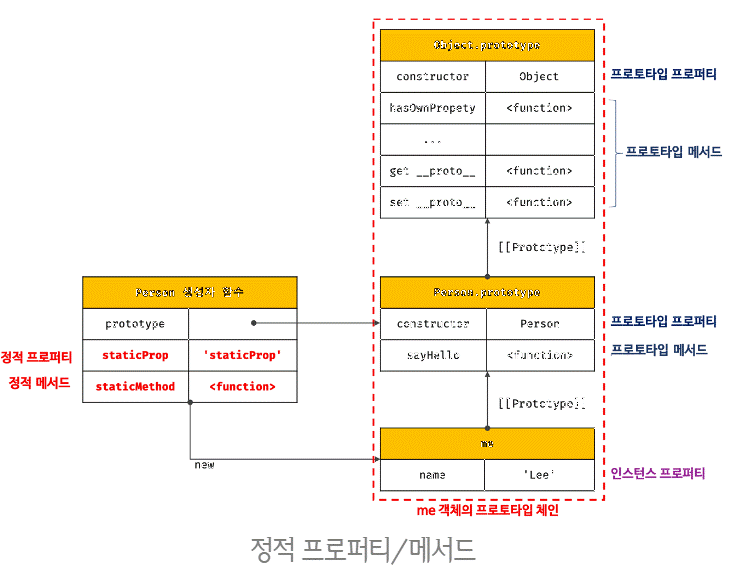 Object.prototype
constructor Object
프로토타입 프로퍼티
hasOwnPropety <function>
...
프로토타입 메서드
get __proto__ <function>
set __proto__ <function>
[[Prototype]]
Person 생성자 함수
Person.prototype
prototype
constructor Person
프로토타입 프로퍼티
정적 프로퍼티
staticProp 'staticProp'
sayHello <function>
프로토타입 메서드
정적 메서드
staticMethod <function>
[[Prototype]]
me
new
name 'Lee'
인스턴스 프로퍼티
me 객체의 프로토타입 체인
정적 프로퍼티/메서드